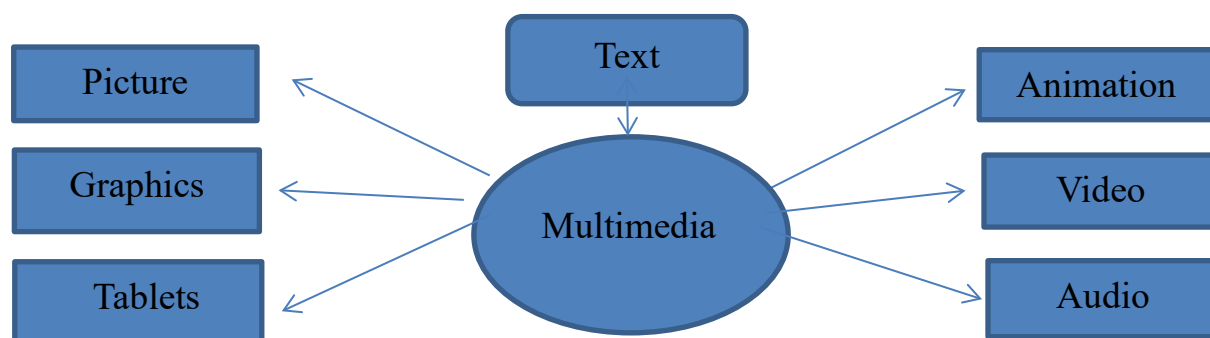 Text
Picture
Animation
Graphics
Video
Multimedia
Tablets
Audio